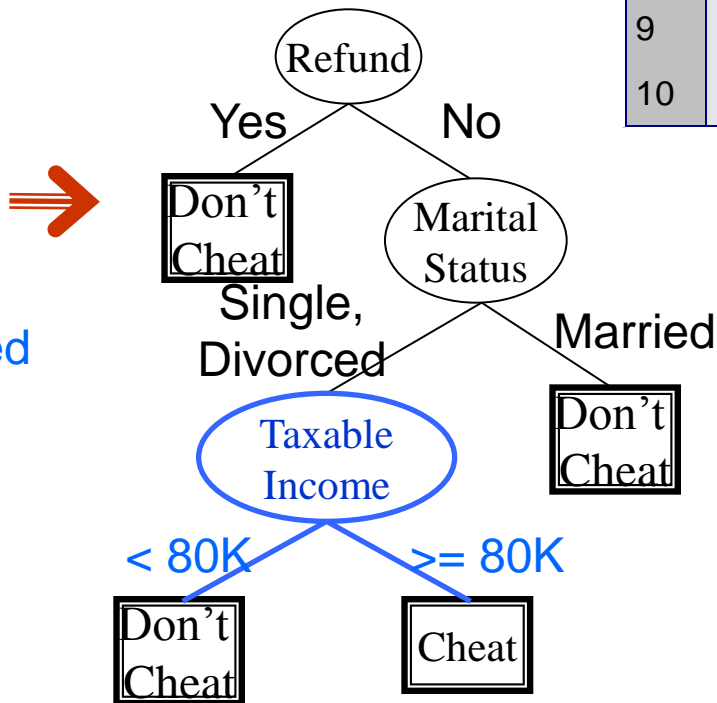 9
10
Refund
Yes
No
Don't
Cheat
Marital
Status
Single,
Divorced
Married
ed
Taxable
Income
Don't
Cheat
< 80K
>= 80K
Don't
Cheat
Cheat